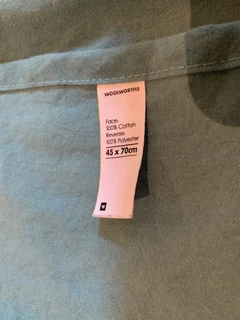 WOOLWORTHS
Face:
100% Cotton
Reverse:
100% Polyester
45 x 70cm
W